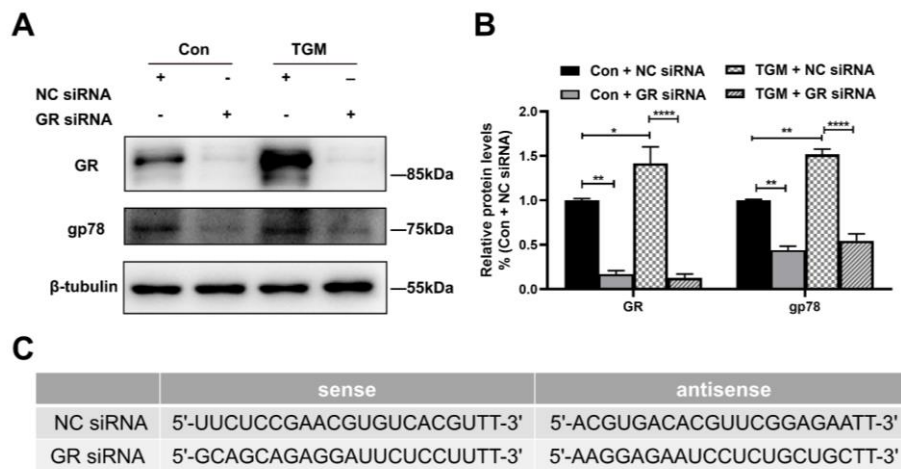 A
Con TGM
NC siRNA + - + –
GR siRNA - + - +
GR —85kDa
gp78 —75kDa
β-tubulin —55kDa
B
Con + NC siRNA TGM + NC siRNA
Con + GR siRNA TGM + GR siRNA
Relative protein levels
% (Con + NC siRNA)
2.0
1.5
1.0
0.5
0.0
* **** ** ****
** **
GR gp78
C
sense antisense
NC siRNA 5'-UUCUCCGAACGUGUCACGUTT-3' 5'-ACGUGACACGUUCGGAGAATT-3'
GR siRNA 5'-GCAGCAGAGGAUUCUCCUUTT-3' 5'-AAGGAGAAUCCUCUGCUGCTT-3'